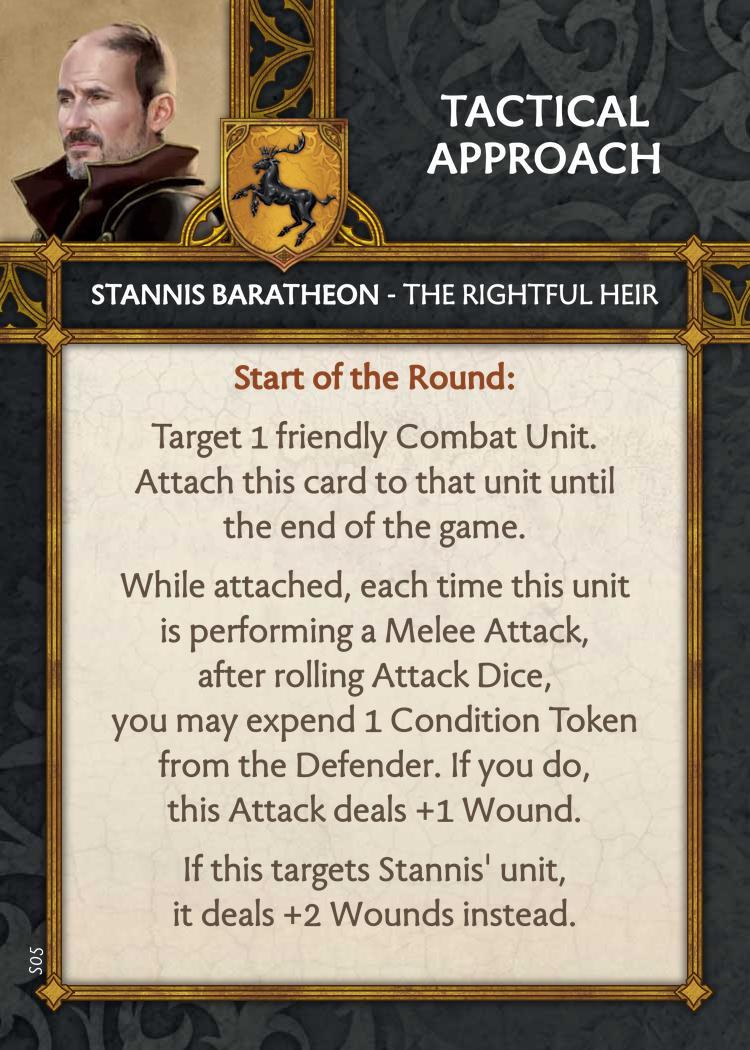 TACTICAL
APPROACH
STANNIS BARATHEON - THE RIGHTFUL HEIR
Start of the Round:
Target 1 friendly Combat Unit.
Attach this card to that unit until
the end of the game.
While attached, each time this unit
is performing a Melee Attack,
after rolling Attack Dice,
you may expend 1 Condition Token
from the Defender. If you do,
this Attack deals +1 Wound.
If this targets Stannis' unit,
it deals +2 Wounds instead.
S05